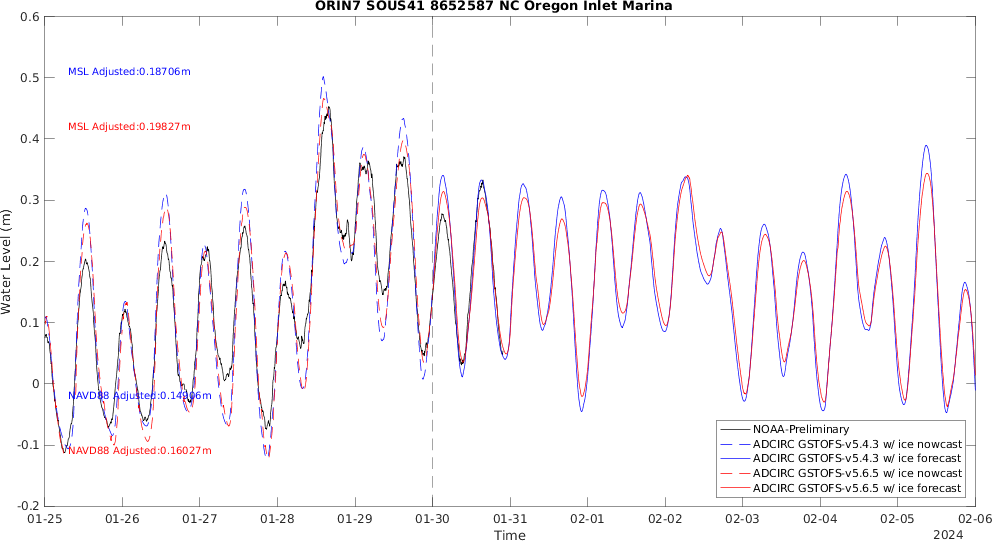 ORIN7 SOUS41 8652587 NC Oregon Inlet Marina
0.6
0.5
0.4
0.3
0.2
0.1
0
-0.1
-0.2
Water Level (m)
MSL Adjusted:0.18706m
MSL Adjusted:0.19827m
NAVD88 Adjusted:0.14906m
NAVD88 Adjusted:0.16027m
NOAA-Preliminary
ADCIRC GSTOFS-v5.4.3 w/ ice nowcast
ADCIRC GSTOFS-v5.4.3 w/ ice forecast
ADCIRC GSTOFS-v5.6.5 w/ ice nowcast
ADCIRC GSTOFS-v5.6.5 w/ ice forecast
01-25 01-26 01-27 01-28 01-29 01-30 01-31 02-01 02-02 02-03 02-04 02-05 02-06
Time
2024